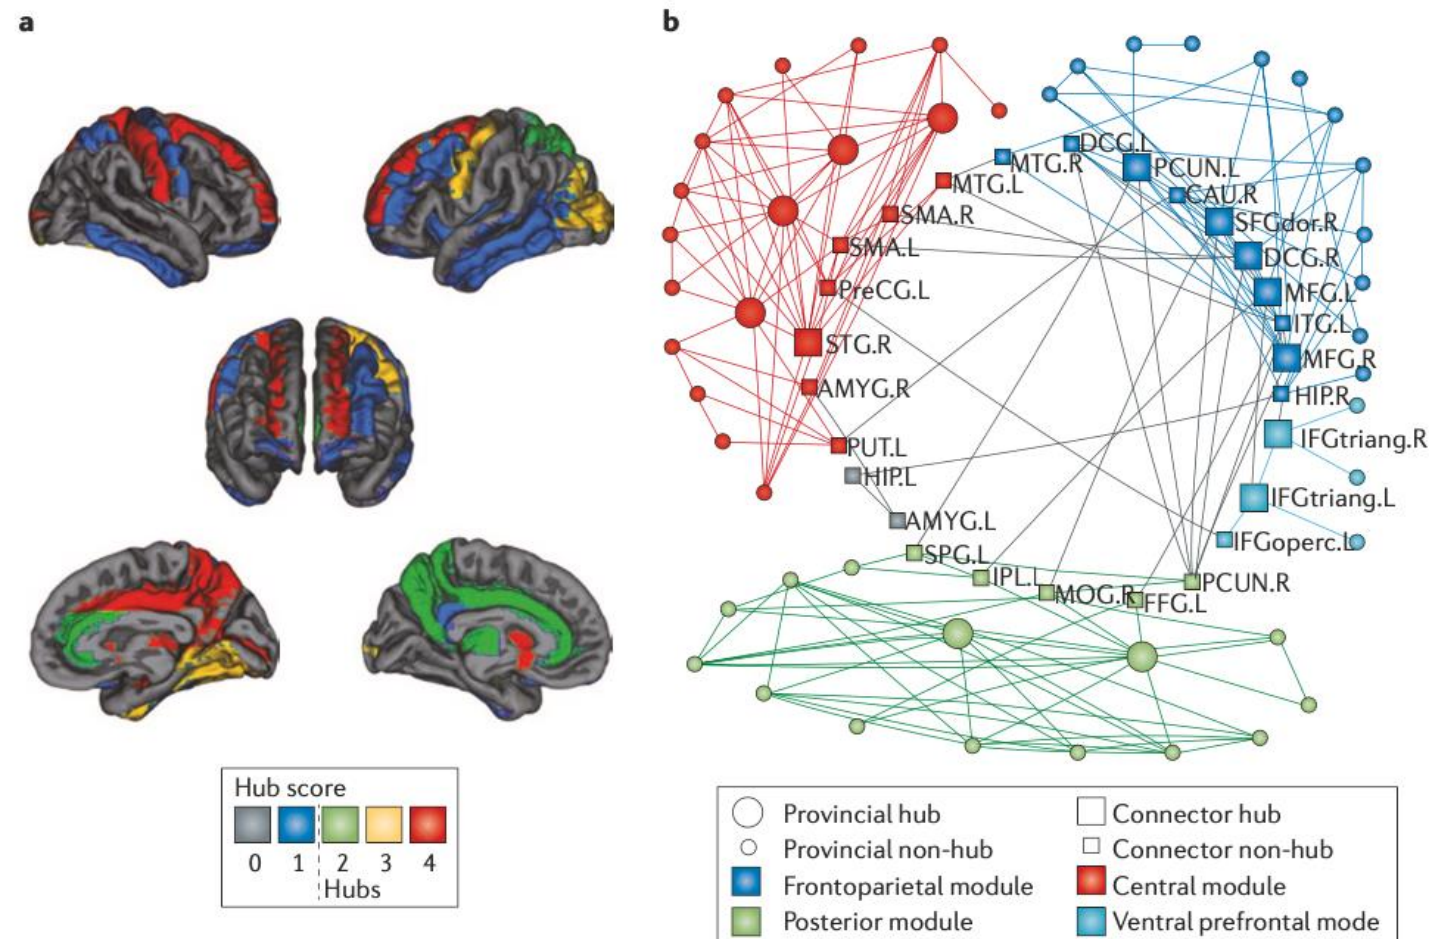 a
b
DCG.L
MTG.R
PCUN.L
MTG.L
CAU.R
SMA.R
SFGdor.R
SMA.L
DCG.R
PreCG.L
MFG.L
ITG.L
STG.R
MFG.R
AMYG.R
HIP.R
IFGtriang.R
PUT.L
HIP.L
IFGtriang.L
AMYG.L
IFGoperc.L
SPG.L
IPL.L
PCUN.R
MOG.R
FFG.L
Hub score
0 1 2 3 4
Hubs
Provincial hub
Connector hub
Provincial non-hub
Connector non-hub
Frontoparietal module
Central module
Posterior module
Ventral prefrontal mode